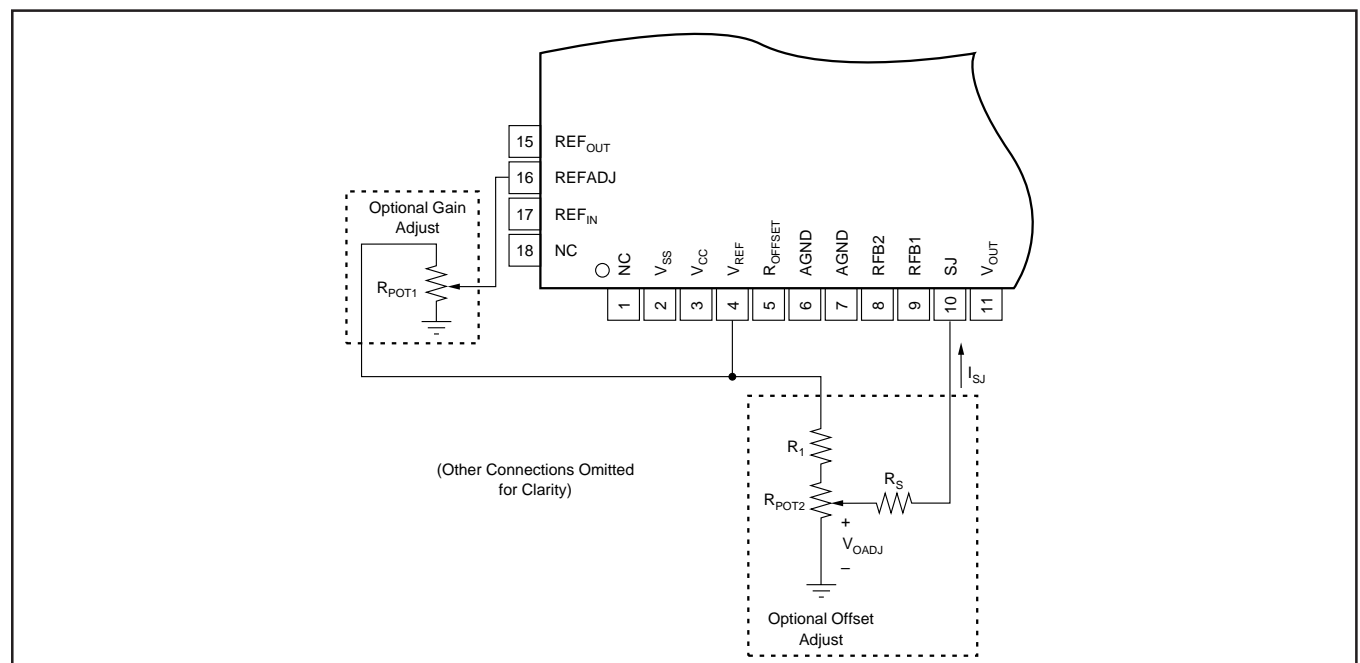 15 REF_OUT
16 REFADJ
17 REF_IN
18 NC
Optional Gain
Adjust
R_POT1
NC
V_SS
V_CC
V_REF
R_OFFSET
AGND
AGND
RFB2
RFB1
SJ
V_OUT
1 2 3 4 5 6 7 8 9 10 11
I_SJ
(Other Connections Omitted
for Clarity)
R_1
R_S
R_POT2
+
V_OADJ
–
Optional Offset
Adjust